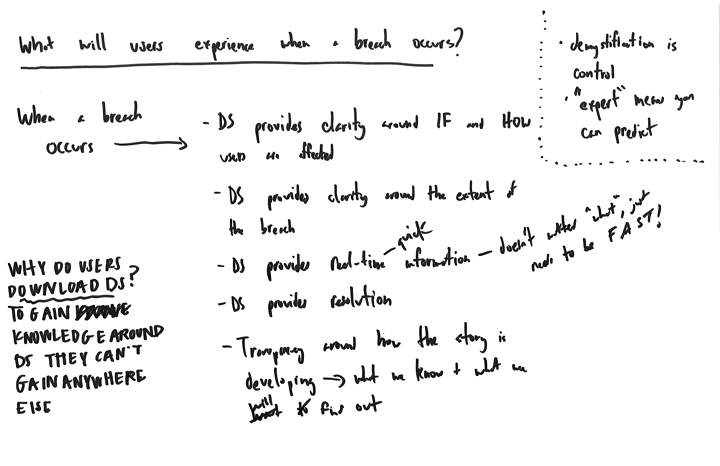 What will users experience when a breach occurs?
When a breach
occurs
- DS provides clarity around IF and HOW
users are affected
- DS provides clarity around the extent of
the breach
quick
- DS provides real-time information – doesn't matter "what", just
needs to be FAST!
- DS provides resolution
- Transparency around how the story is
developing → what we know + what we
will to find out
• demystification is
control
• "expert" means you
can predict
WHY DO USERS
DOWNLOAD DS?
TO GAIN
KNOWLEDGE AROUND
DS THEY CAN'T
GAIN ANYWHERE
ELSE